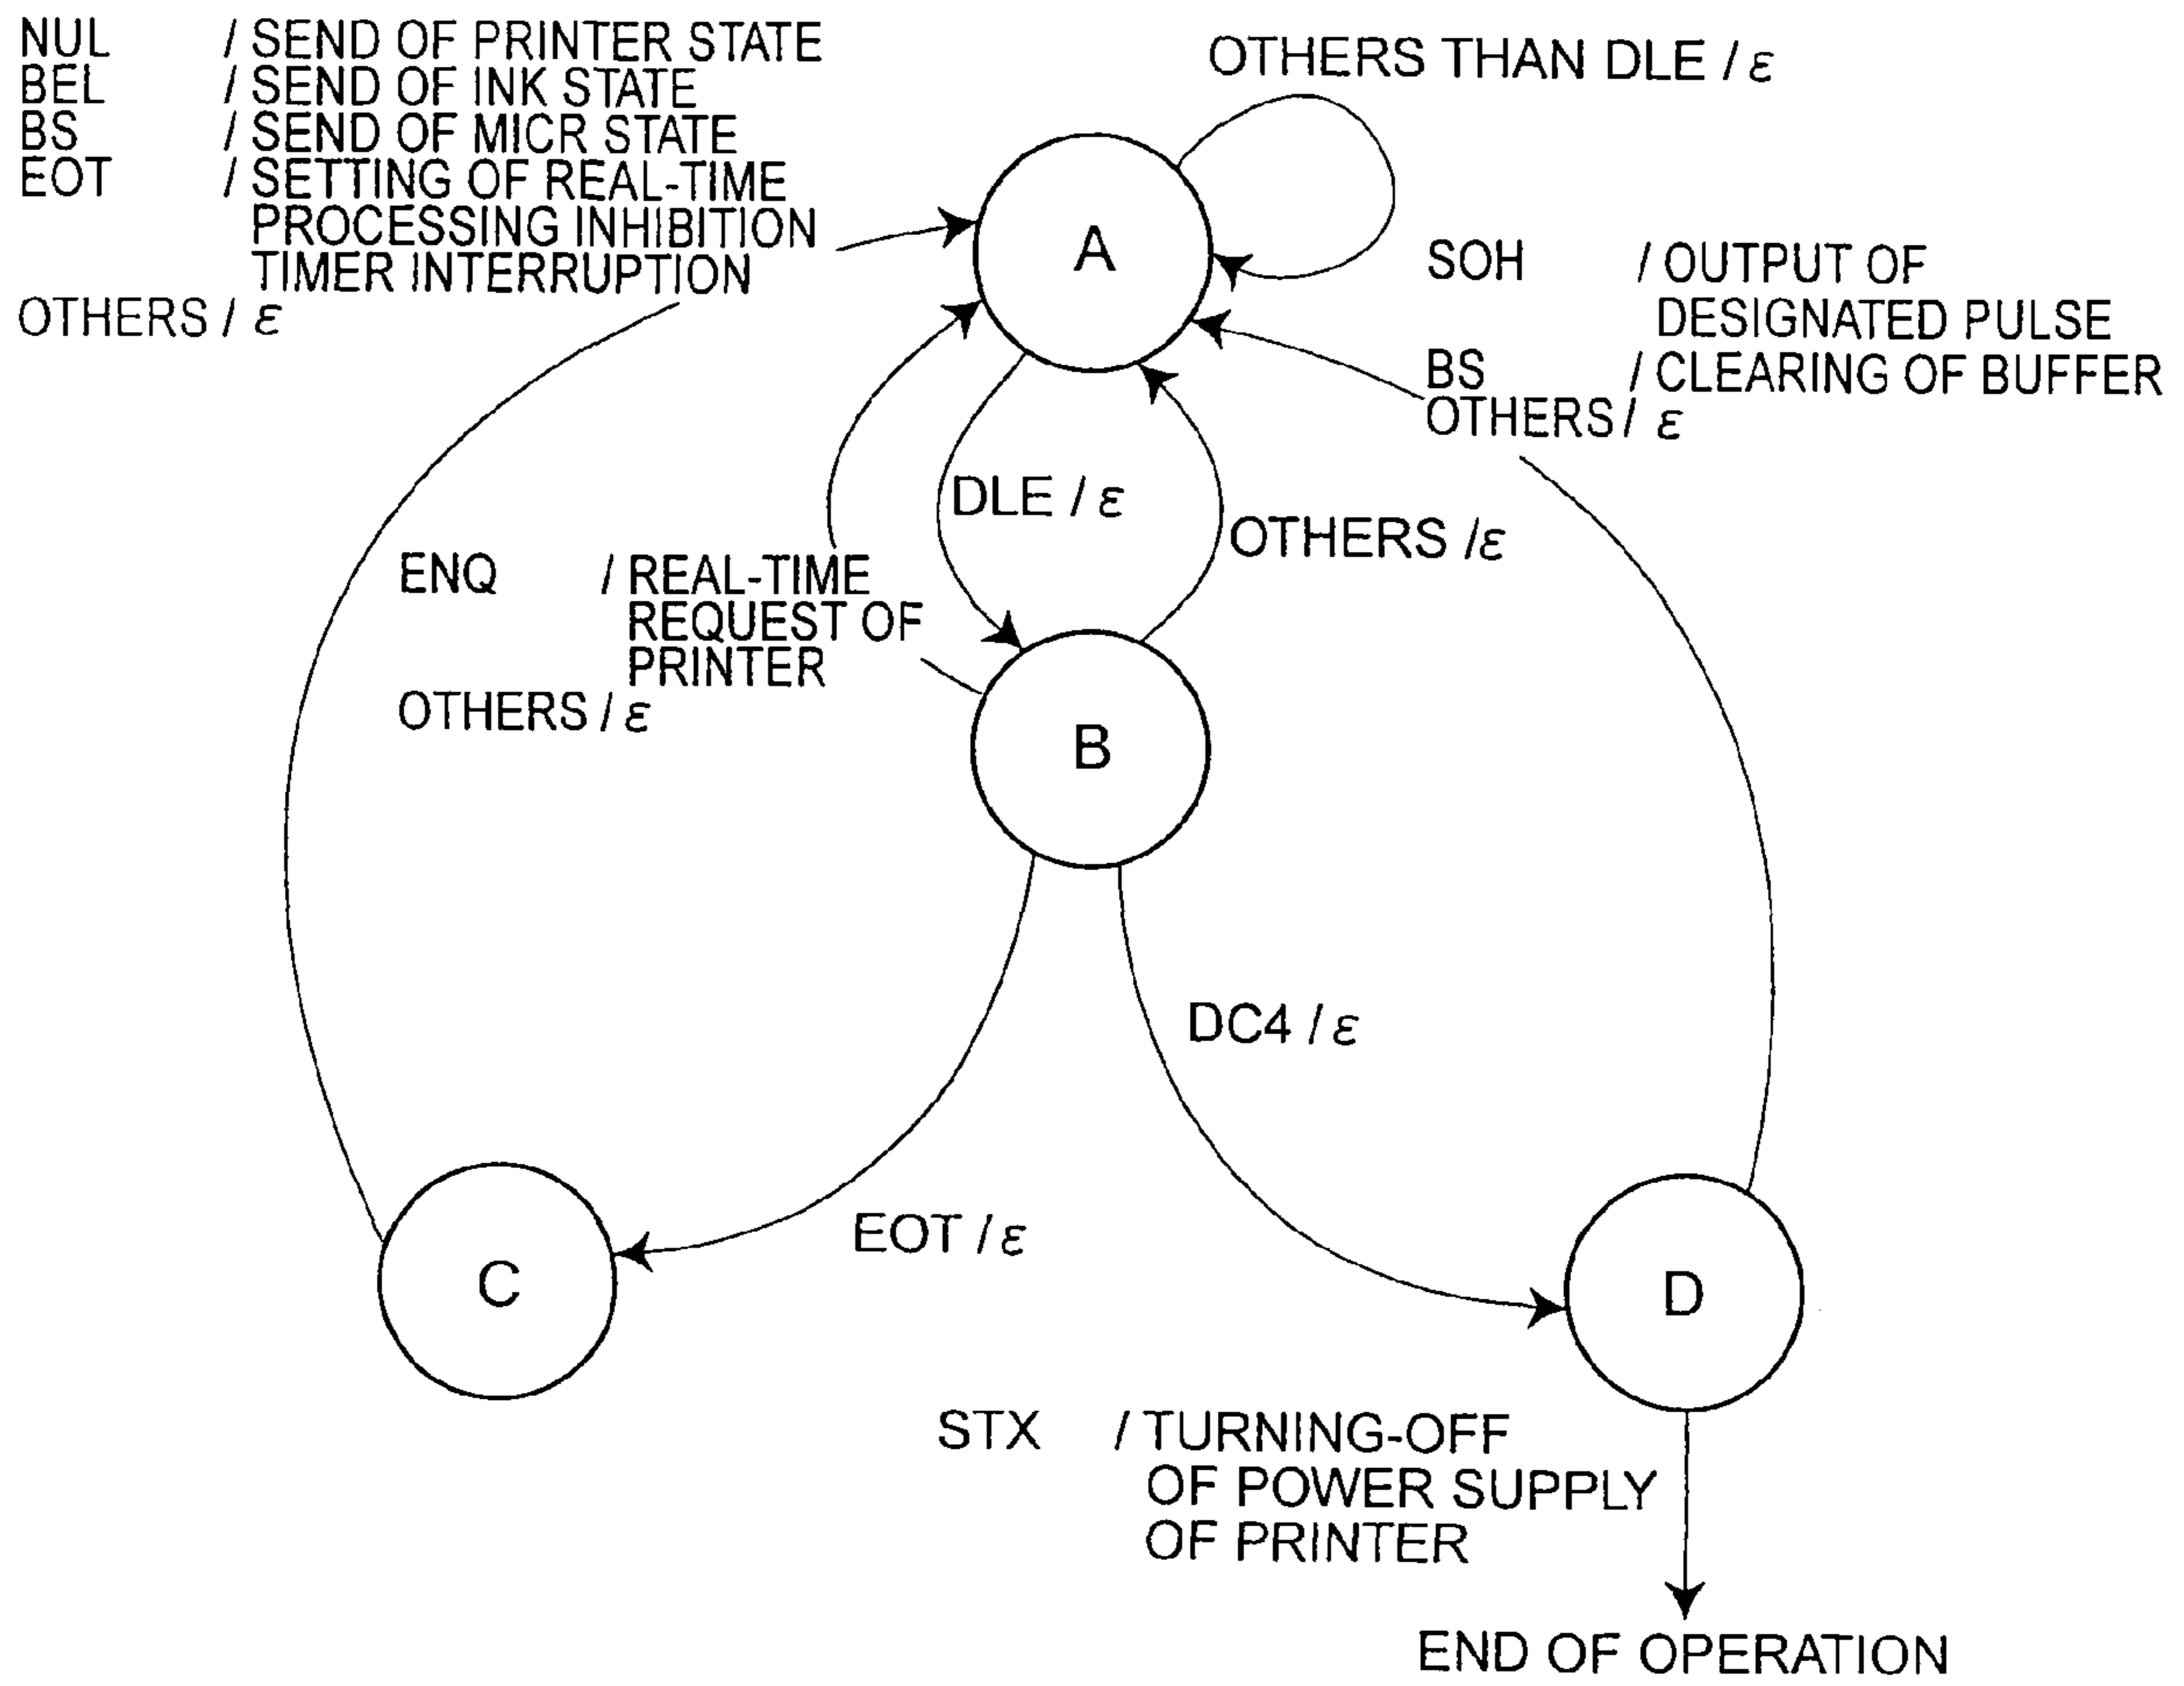 NUL / SEND OF PRINTER STATE
BEL / SEND OF INK STATE
BS / SEND OF MICR STATE
EOT / SETTING OF REAL-TIME
PROCESSING INHIBITION
TIMER INTERRUPTION
OTHERS / ε
OTHERS THAN DLE / ε
A
SOH / OUTPUT OF
DESIGNATED PULSE
BS / CLEARING OF BUFFER
OTHERS / ε
DLE / ε
OTHERS / ε
ENQ / REAL-TIME
REQUEST OF
PRINTER
OTHERS / ε
B
DC4 / ε
EOT / ε
C
D
STX / TURNING-OFF
OF POWER SUPPLY
OF PRINTER
END OF OPERATION